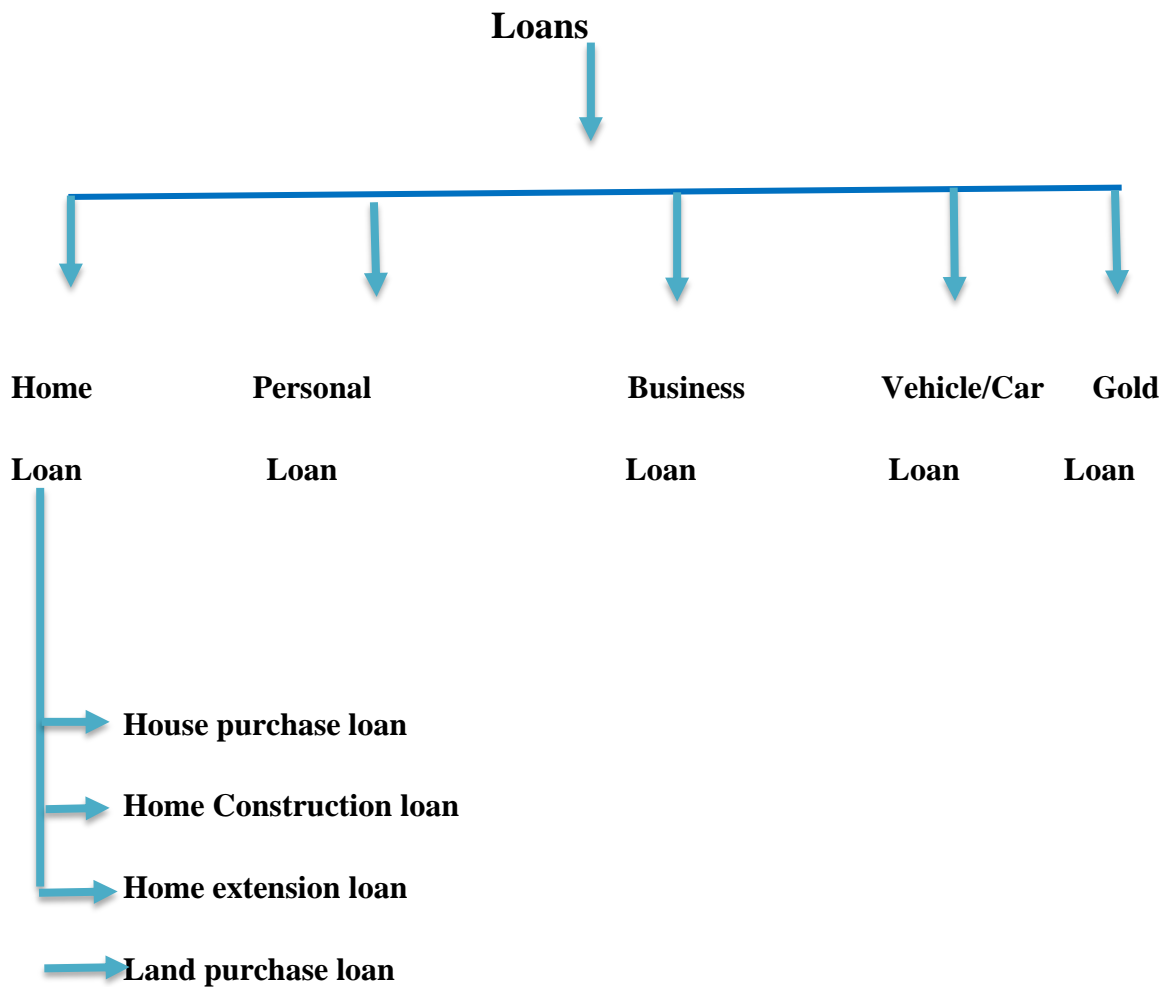 Loans
Home Personal Business Vehicle/Car Gold
Loan Loan Loan Loan Loan
House purchase loan
Home Construction loan
Home extension loan
Land purchase loan